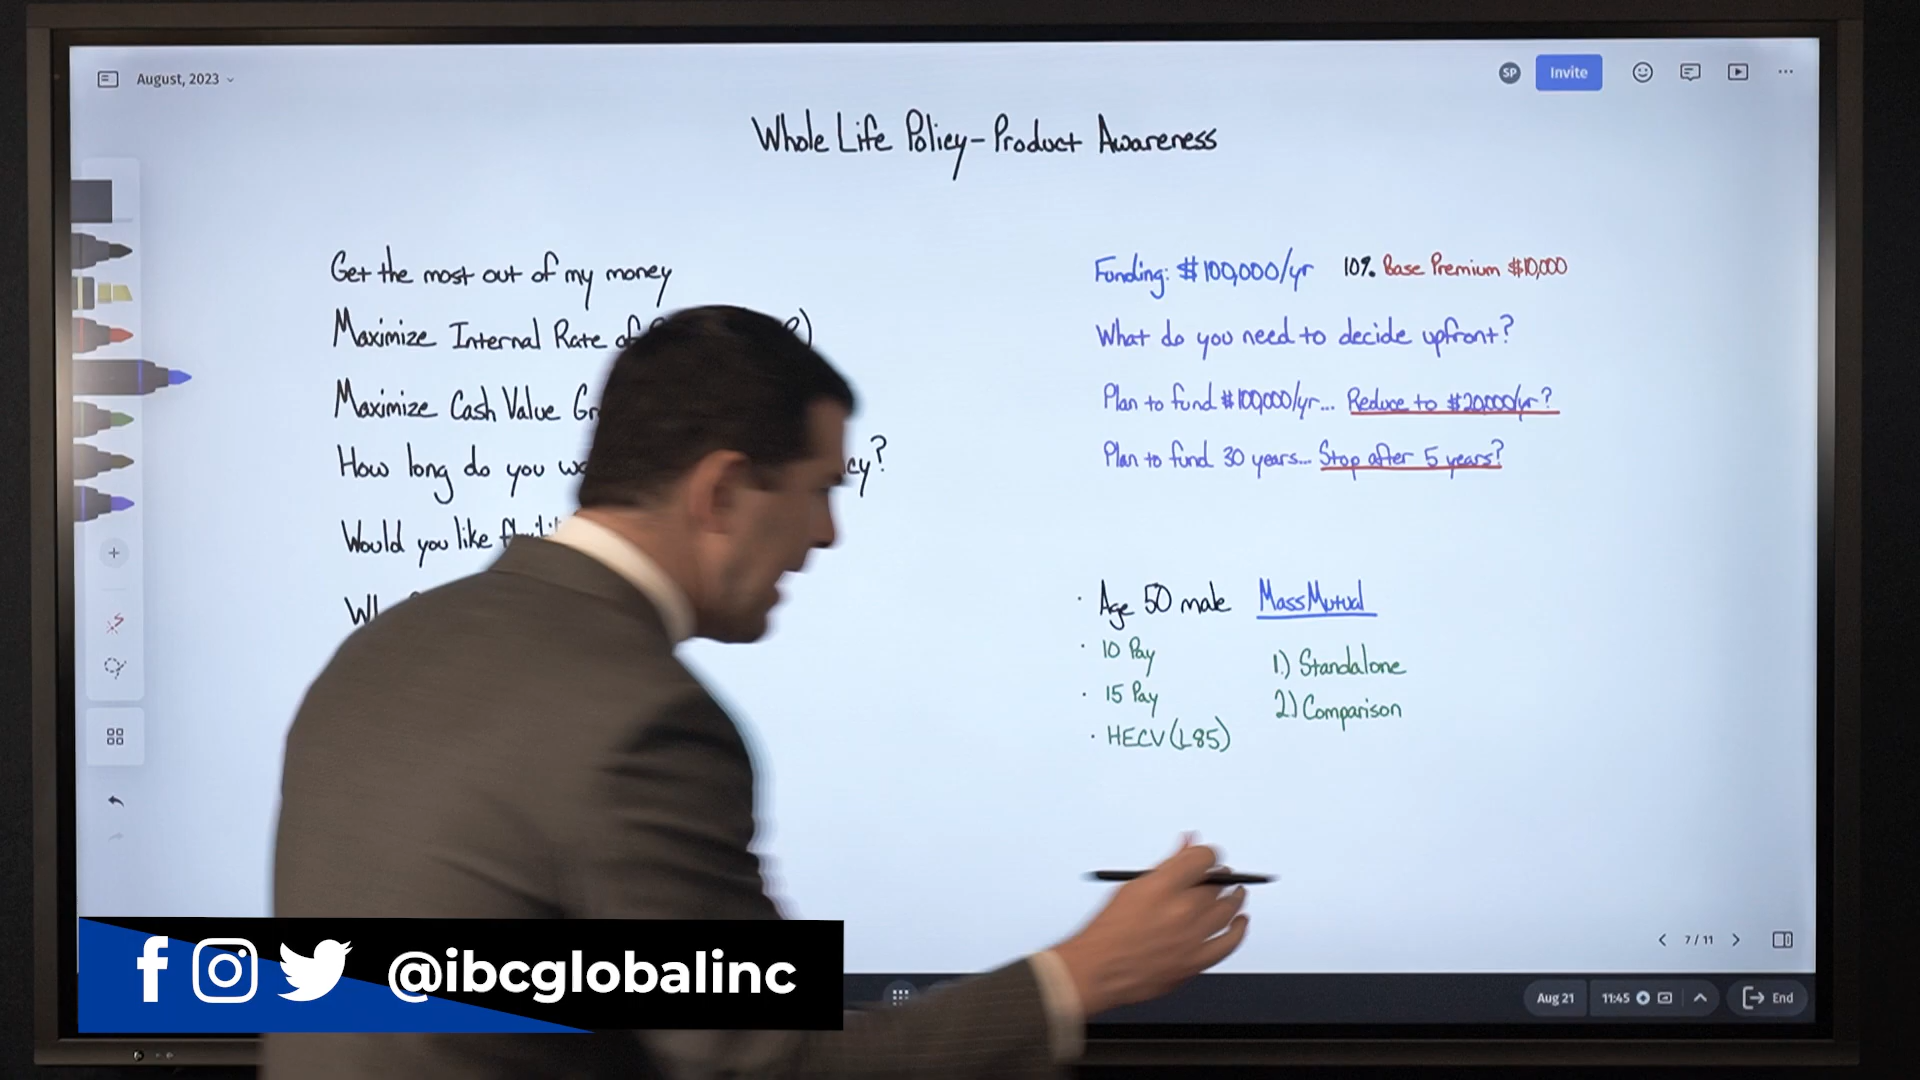 August, 2023
SP
Invite
Whole Life Policy-Product Awareness
Get the most out of my money
Maximize Internal Rate of
Maximize Cash Value
How long do you
Would you like
Funding: $100,000/yr 10% Base Premium $10,000
What do you need to decide upfront?
Plan to fund $100,000/yr... Reduce to $20,000/yr?
Plan to fund 30 years... Stop after 5 years?
· Age 50 male MassMutual
· 10 Pay
· 15 Pay
· HECV (L85)
1.) Standalone
2.) Comparison
7 / 11
Aug 21
11:45
End
@ibcglobalinc